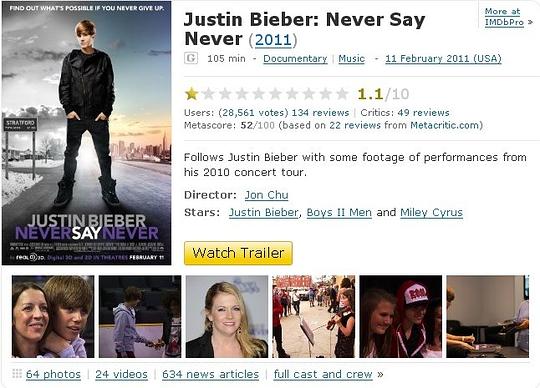 FIND OUT WHAT'S POSSIBLE IF YOU NEVER GIVE UP.
STRATFORD
JUSTIN BIEBER
NEVER SAY NEVER
In REAL D 3D, Digital 3D and 2D IN THEATRES FEBRUARY 11
Justin Bieber: Never Say
Never (2011)
More at
IMDbPro »
G 105 min - Documentary | Music - 11 February 2011 (USA)
1.1/10
Users: (28,561 votes) 134 reviews | Critics: 49 reviews
Metascore: 52/100 (based on 22 reviews from Metacritic.com)
Follows Justin Bieber with some footage of performances from
his 2010 concert tour.
Director: Jon Chu
Stars: Justin Bieber, Boys II Men and Miley Cyrus
Watch Trailer
64 photos | 24 videos | 634 news articles | full cast and crew »